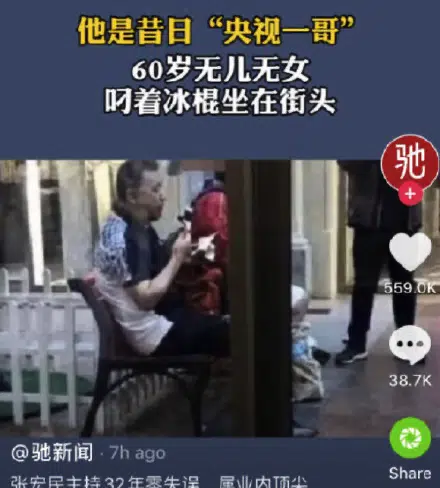 他是昔日“央视一哥”
60岁无儿无女
叼着冰棍坐在街头
驰
559.0K
38.7K
@驰新闻 · 7h ago
张宏民主持32年零失误，属业内顶尖